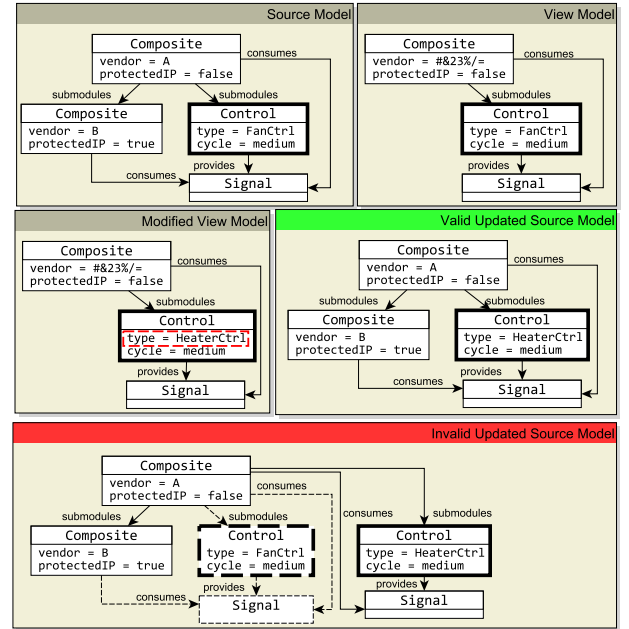 Source Model
Composite
vendor = A
protectedIP = false
consumes
submodules
submodules
Composite
vendor = B
protectedIP = true
Control
type = FanCtrl
cycle = medium
provides
consumes
Signal
View Model
Composite
vendor = #&23%/=
protectedIP = false
consumes
submodules
Control
type = FanCtrl
cycle = medium
provides
Signal
Modified View Model
Composite
vendor = #&23%/=
protectedIP = false
consumes
submodules
Control
type = HeaterCtrl
cycle = medium
provides
Signal
Valid Updated Source Model
Composite
vendor = A
protectedIP = false
consumes
submodules
submodules
Composite
vendor = B
protectedIP = true
Control
type = HeaterCtrl
cycle = medium
provides
consumes
Signal
Invalid Updated Source Model
Composite
vendor = A
protectedIP = false
consumes
submodules
submodules
consumes
submodules
Composite
vendor = B
protectedIP = true
Control
type = FanCtrl
cycle = medium
Control
type = HeaterCtrl
cycle = medium
provides
provides
consumes
Signal
Signal